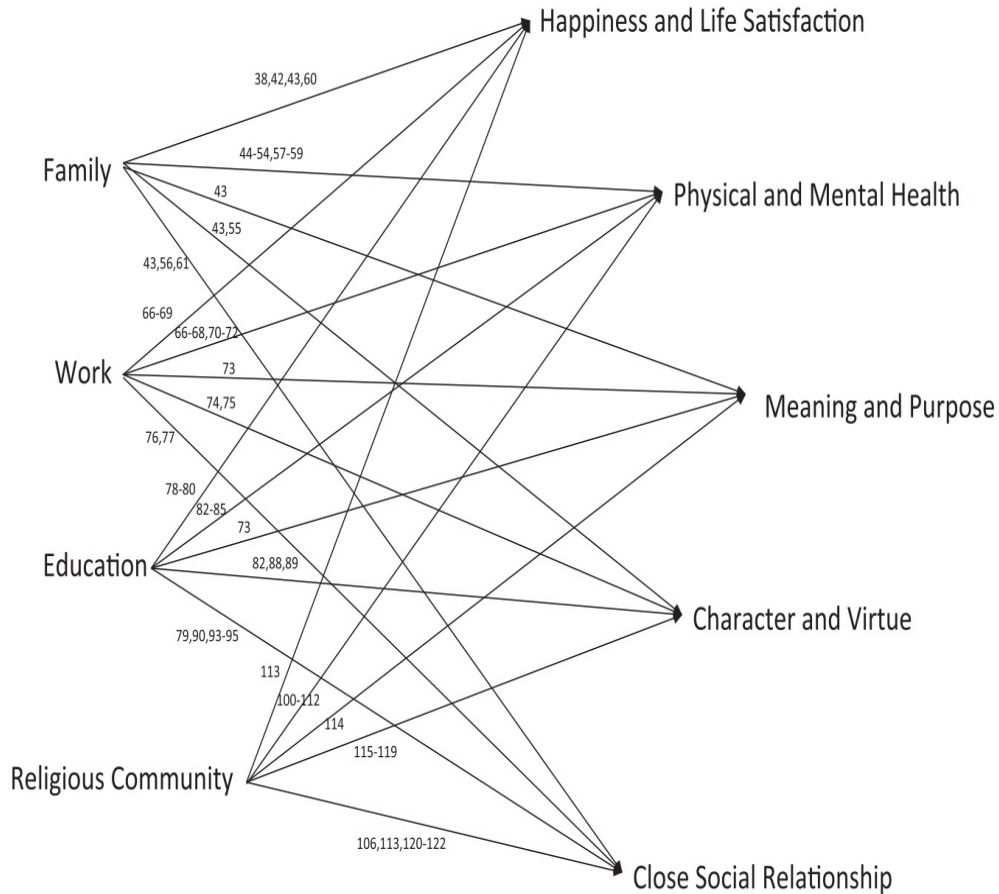 Happiness and Life Satisfaction
38,42,43,60
44-54,57-59
Family
43
Physical and Mental Health
43,55
43,56,61
66-69
66-68,70-72
Work
73
74,75
Meaning and Purpose
76,77
78-80
82-85
73
Education
82,88,89
Character and Virtue
79,90,93-95
113
100-112
114
115-119
Religious Community
106,113,120-122
Close Social Relationship